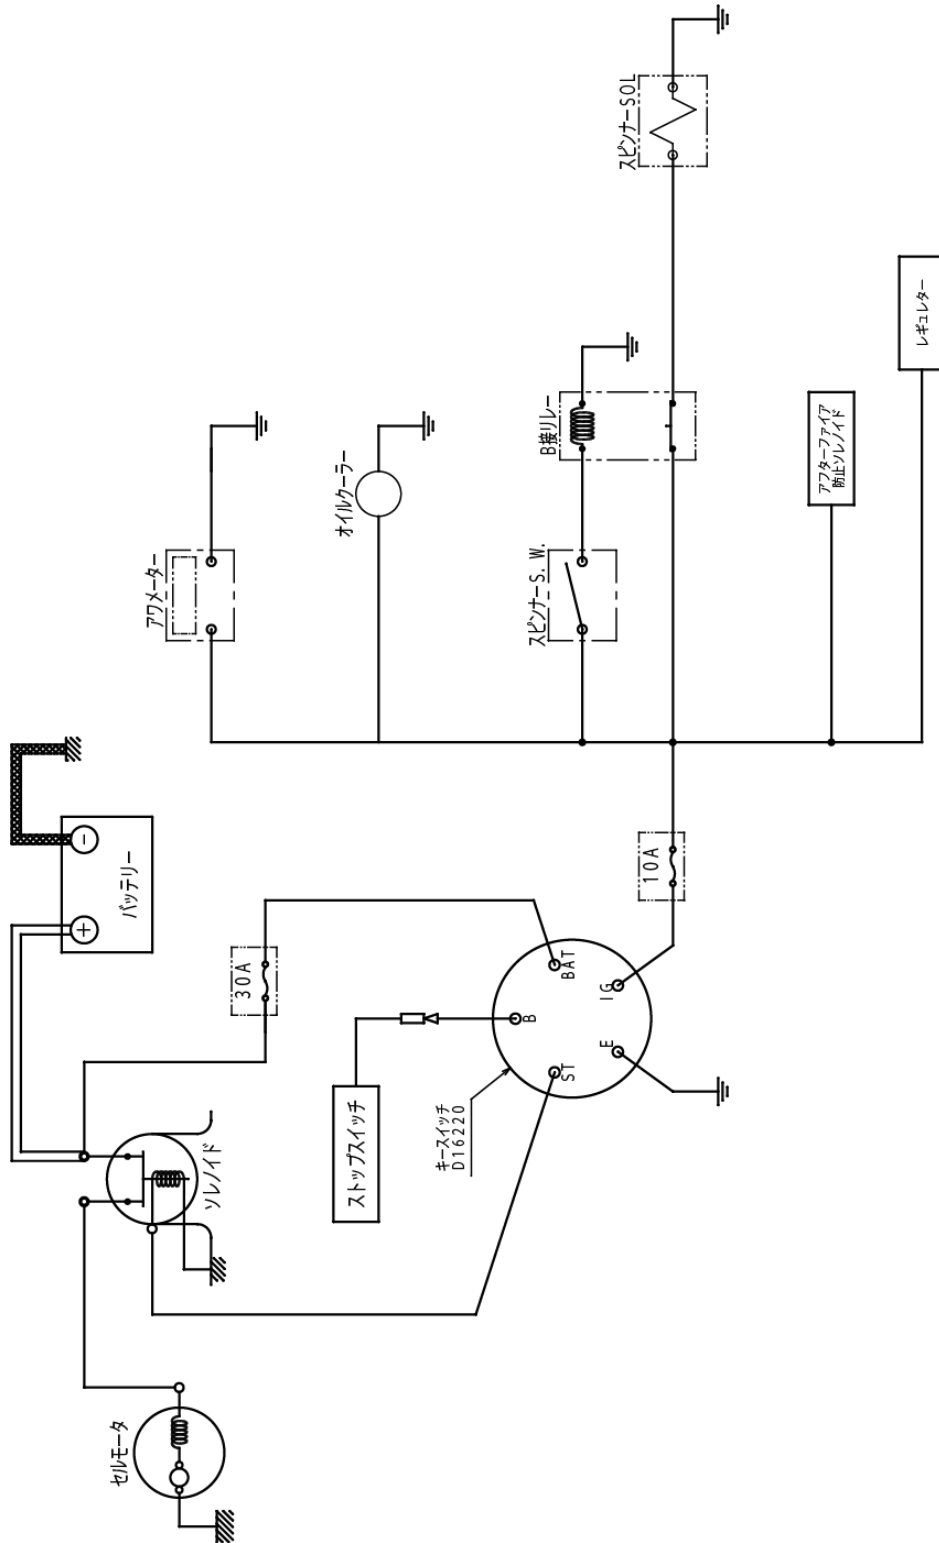 セルモータ
ソレノイド
バッテリー
+
-
30A
アワメーター
オイルクーラー
ストップスイッチ
キースイッチ
D16220
B
BAT
ST
E
IG
10A
スピンナーS. W.
B接リレー
スピンナーSOL
アフターファイア
防止ソレノイド
レギュレター